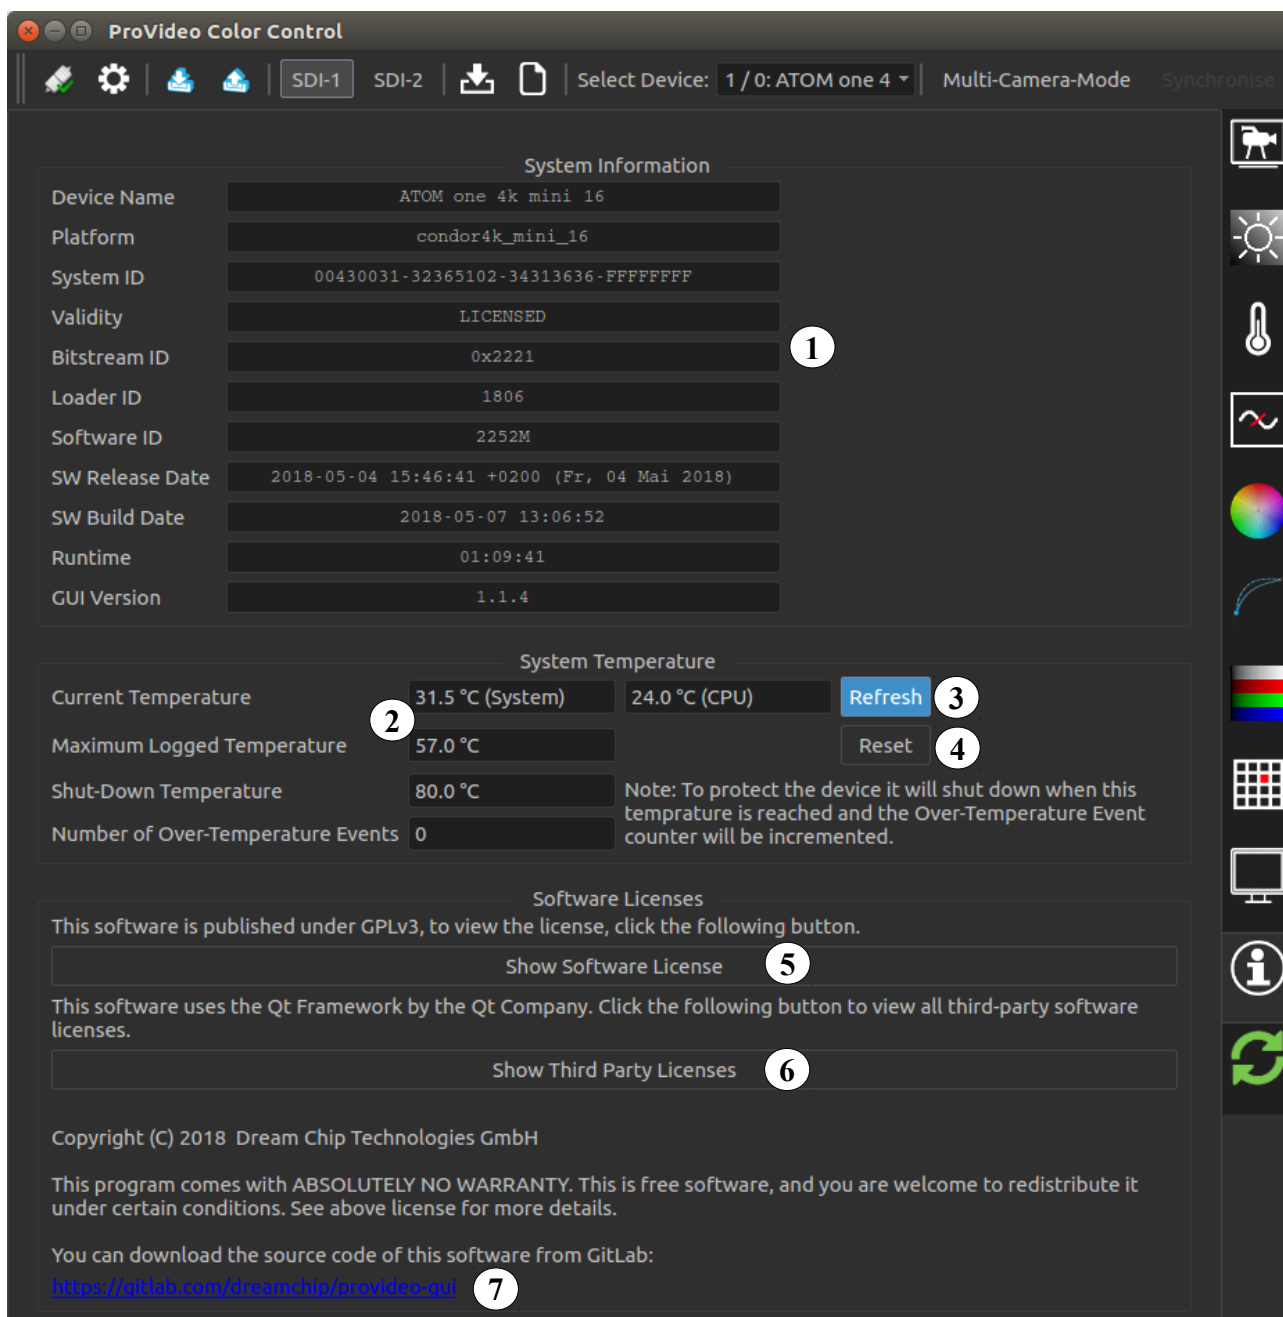 ProVideo Color Control
SDI-1 SDI-2 Select Device: 1 / 0: ATOM one 4 Multi-Camera-Mode Synchronise
System Information
Device Name ATOM one 4k mini 16
Platform condor4k_mini_16
System ID 00430031-32365102-34313636-FFFFFFFF
Validity LICENSED
1
Bitstream ID 0x2221
Loader ID 1806
Software ID 2252M
SW Release Date 2018-05-04 15:46:41 +0200 (Fr, 04 Mai 2018)
SW Build Date 2018-05-07 13:06:52
Runtime 01:09:41
GUI Version 1.1.4
System Temperature
Current Temperature 31.5 °C (System) 24.0 °C (CPU) Refresh 3
2
Maximum Logged Temperature 57.0 °C Reset 4
Shut-Down Temperature 80.0 °C
Note: To protect the device it will shut down when this
temprature is reached and the Over-Temperature Event
counter will be incremented.
Number of Over-Temperature Events 0
Software Licenses
This software is published under GPLv3, to view the license, click the following button.
Show Software License 5
This software uses the Qt Framework by the Qt Company. Click the following button to view all third-party software
licenses.
Show Third Party Licenses 6
Copyright (C) 2018 Dream Chip Technologies GmbH
This program comes with ABSOLUTELY NO WARRANTY. This is free software, and you are welcome to redistribute it
under certain conditions. See above license for more details.
You can download the source code of this software from GitLab:
https://gitlab.com/dreamchip/provideo-gui 7